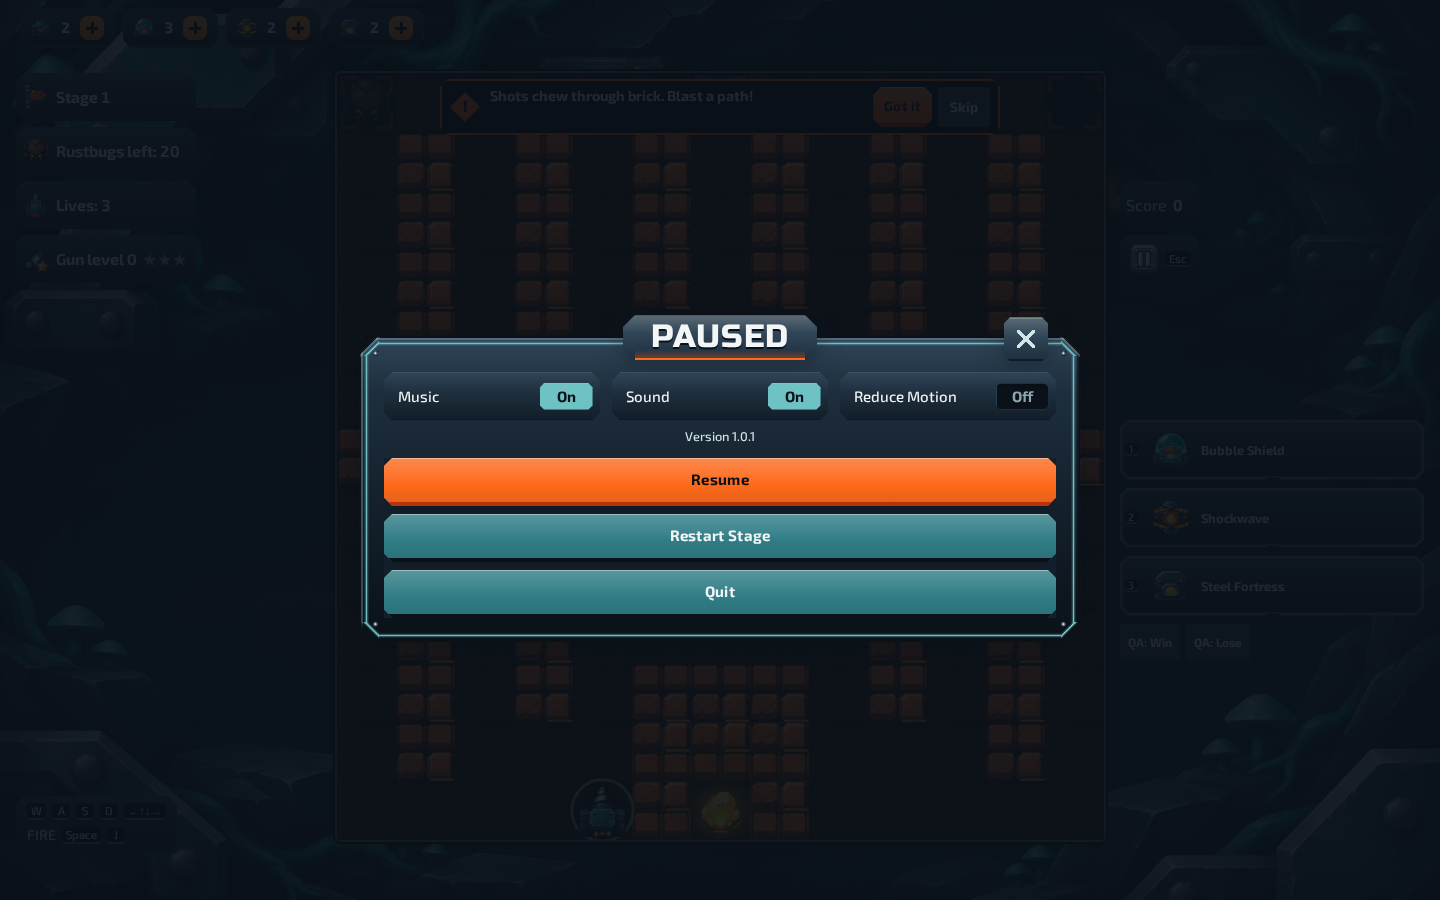 2 3 2 2
Stage 1
Rustbugs left: 20
Lives: 3
Gun level 0 ★★★
Shots chew through brick. Blast a path!
Got it
Skip
Score 0
Esc
PAUSED
Music On
Sound On
Reduce Motion Off
Version 1.0.1
Resume
Restart Stage
Quit
1 Bubble Shield
2 Shockwave
3 Steel Fortress
QA: Win QA: Lose
W A S D ←↑↓→
FIRE Space J